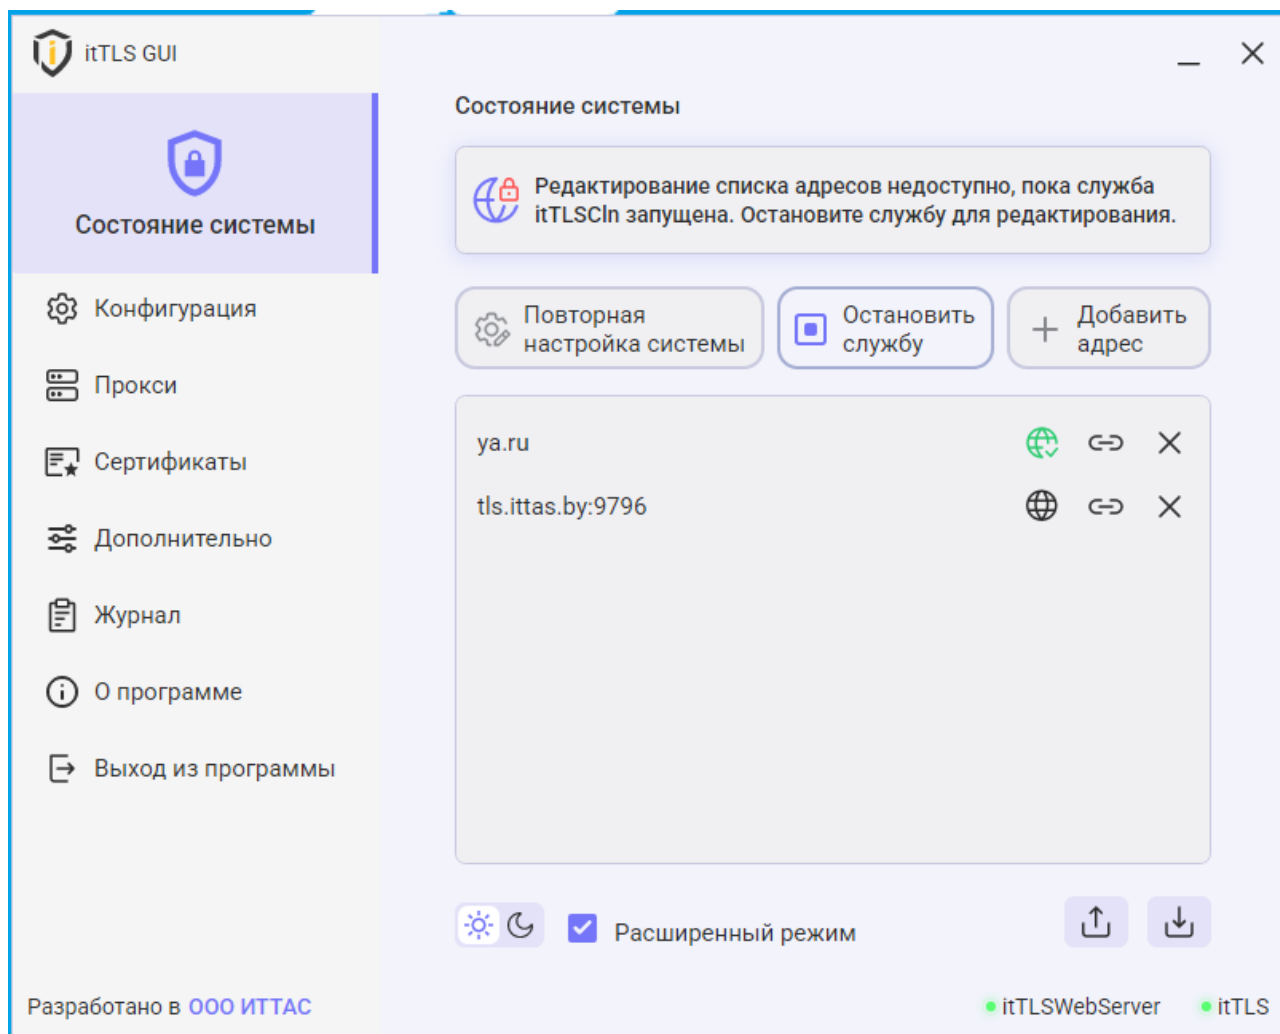 itTLS GUI
Состояние системы
Состояние системы
Редактирование списка адресов недоступно, пока служба
itTLSCln запущена. Остановите службу для редактирования.
Повторная
настройка системы
Остановить
службу
Добавить
адрес
Конфигурация
Прокси
Сертификаты
Дополнительно
Журнал
О программе
Выход из программы
ya.ru
tls.ittas.by:9796
Расширенный режим
Разработано в ООО ИТТАС
itTLSWebServer
itTLS